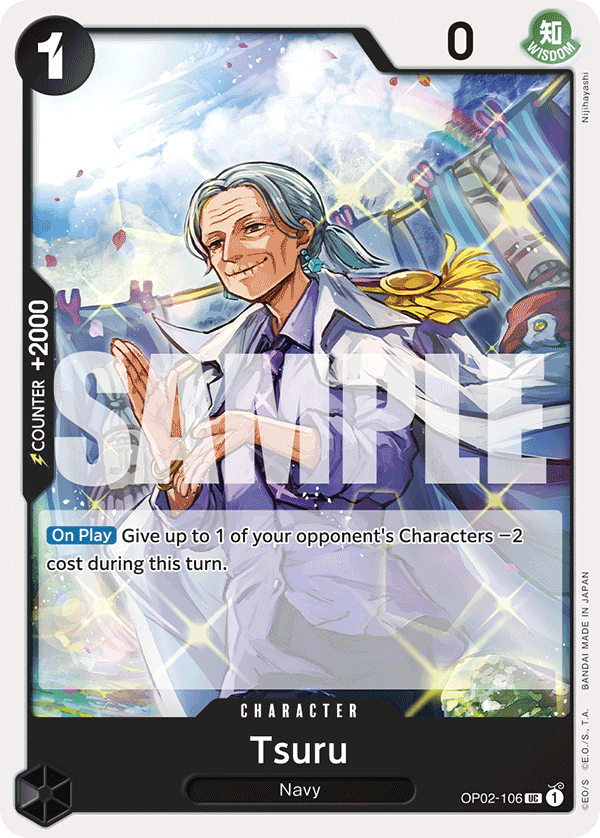 1
0
知
WISDOM
Nijihayashi
COUNTER +2000
SAMPLE
On Play Give up to 1 of your opponent's Characters −2
cost during this turn.
©E.O/S ©E.O./S., T.A. BANDAI MADE IN JAPAN
CHARACTER
Tsuru
Navy
OP02-106 UC 1